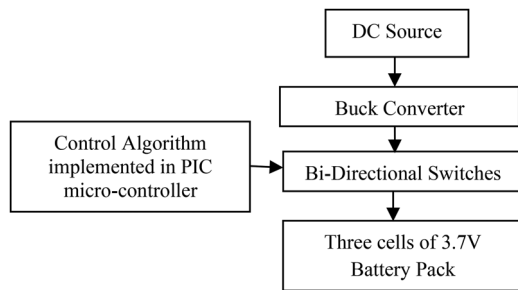 DC Source
Buck Converter
Control Algorithm
implemented in PIC
micro-controller
Bi-Directional Switches
Three cells of 3.7V
Battery Pack